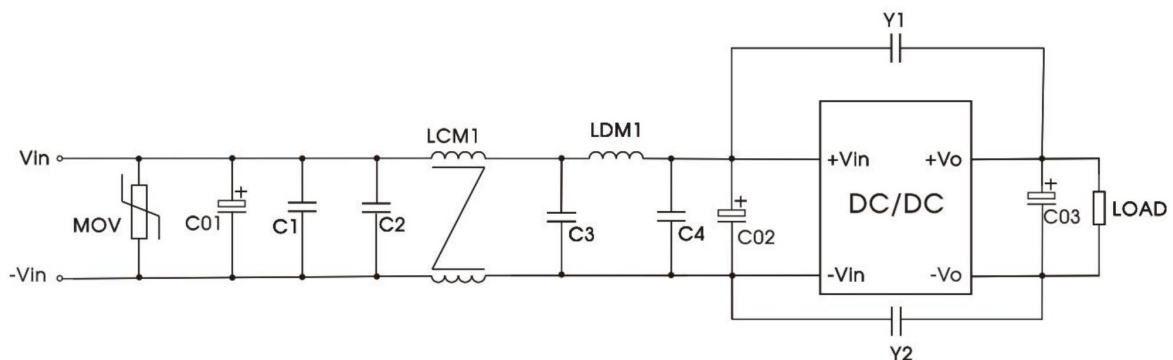 Y1
LCM1
LDM1
Vin
+Vin
+Vo
MOV
+
C01
C1
C2
C3
C4
+
C02
DC/DC
+
C03
LOAD
-Vin
-Vin
-Vo
Y2